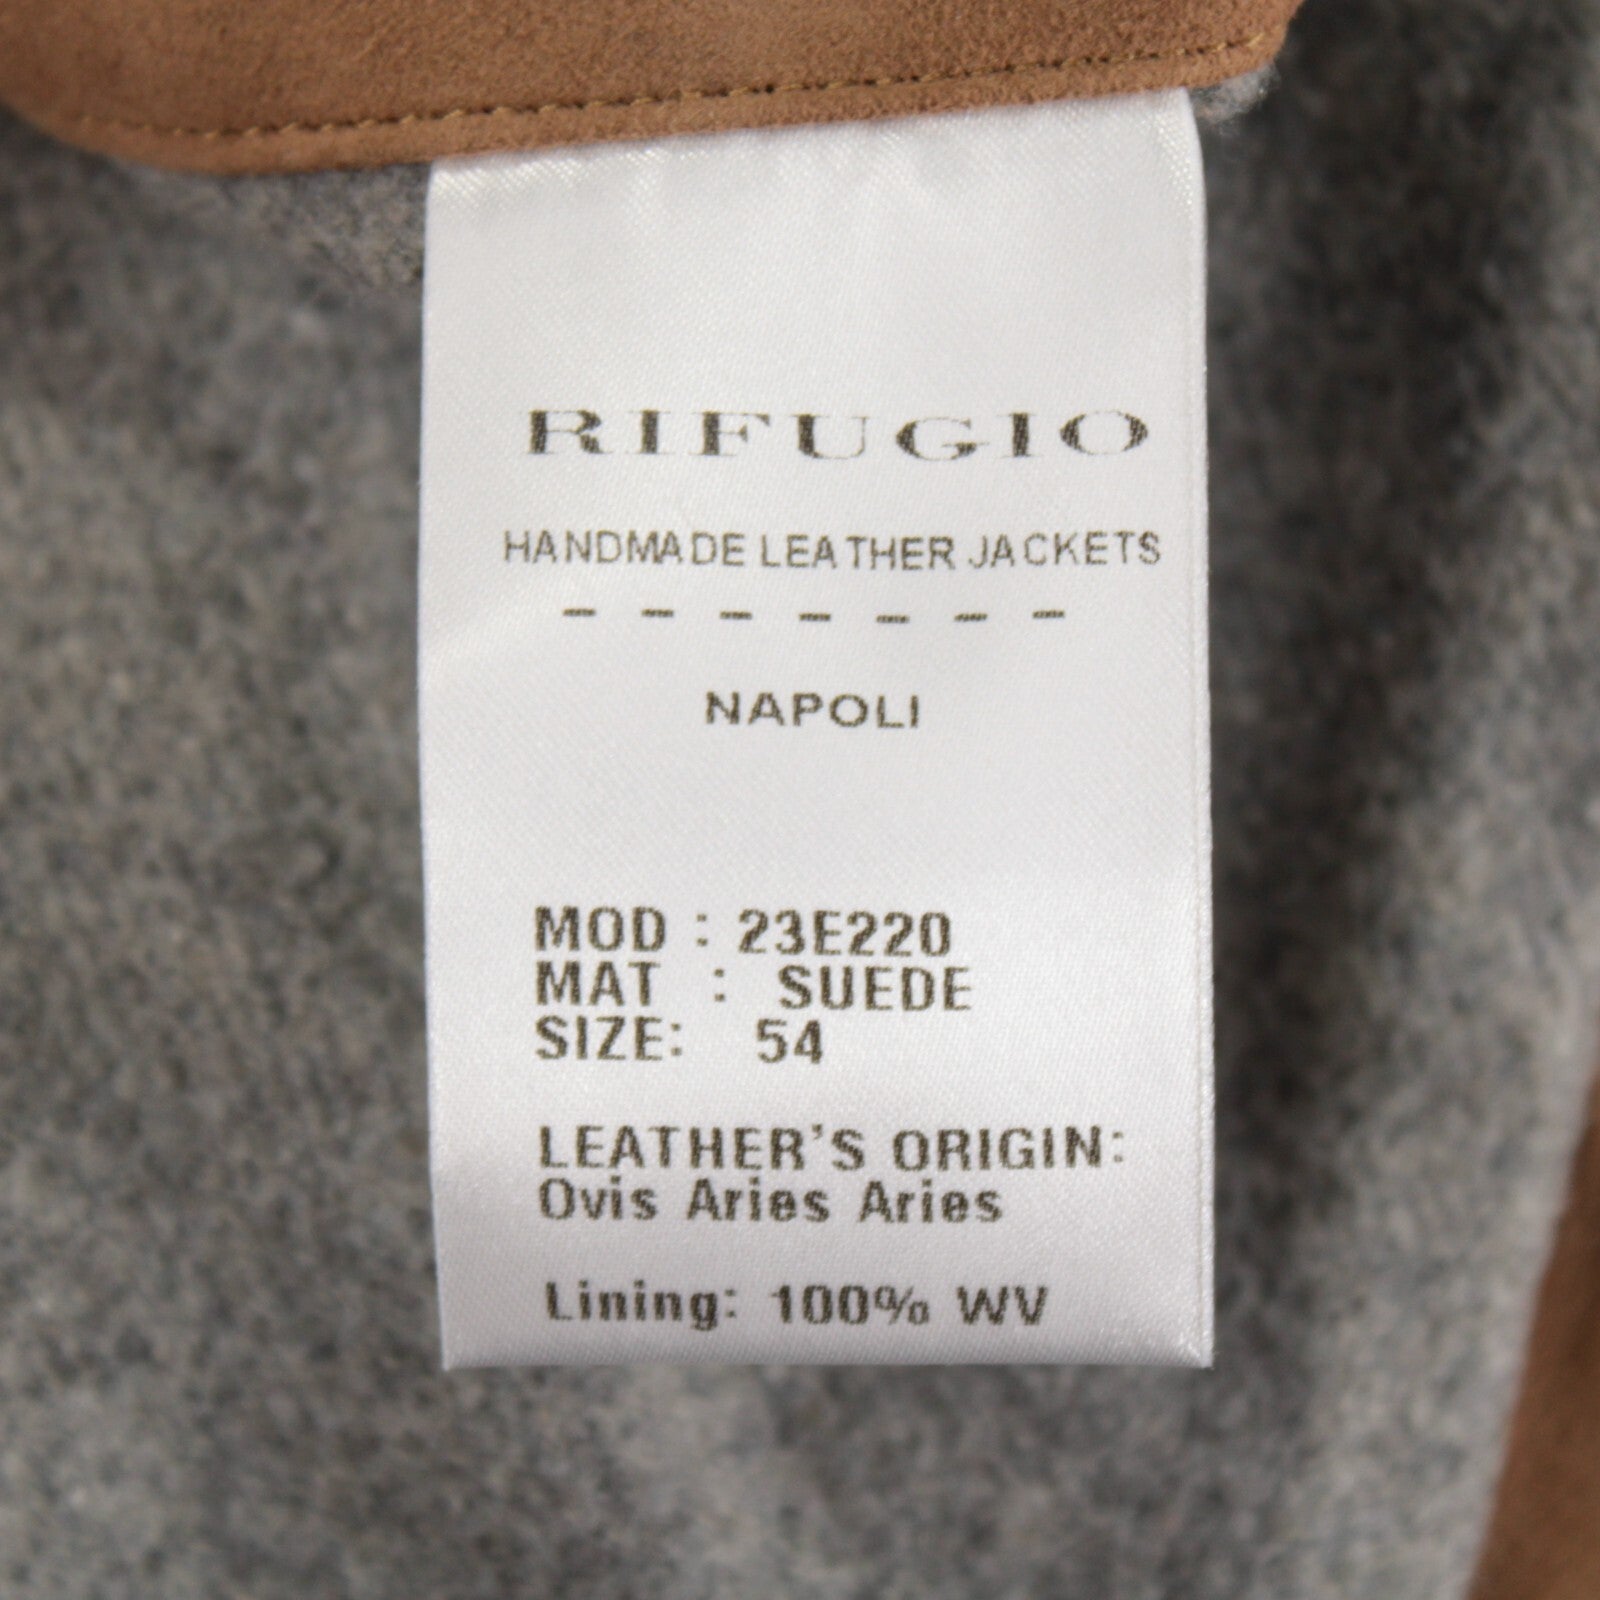 RIFUGIO
HANDMADE LEATHER JACKETS
- - - - - - -
NAPOLI
MOD : 23E220
MAT : SUEDE
SIZE: 54
LEATHER'S ORIGIN:
Ovis Aries Aries
Lining: 100% WV